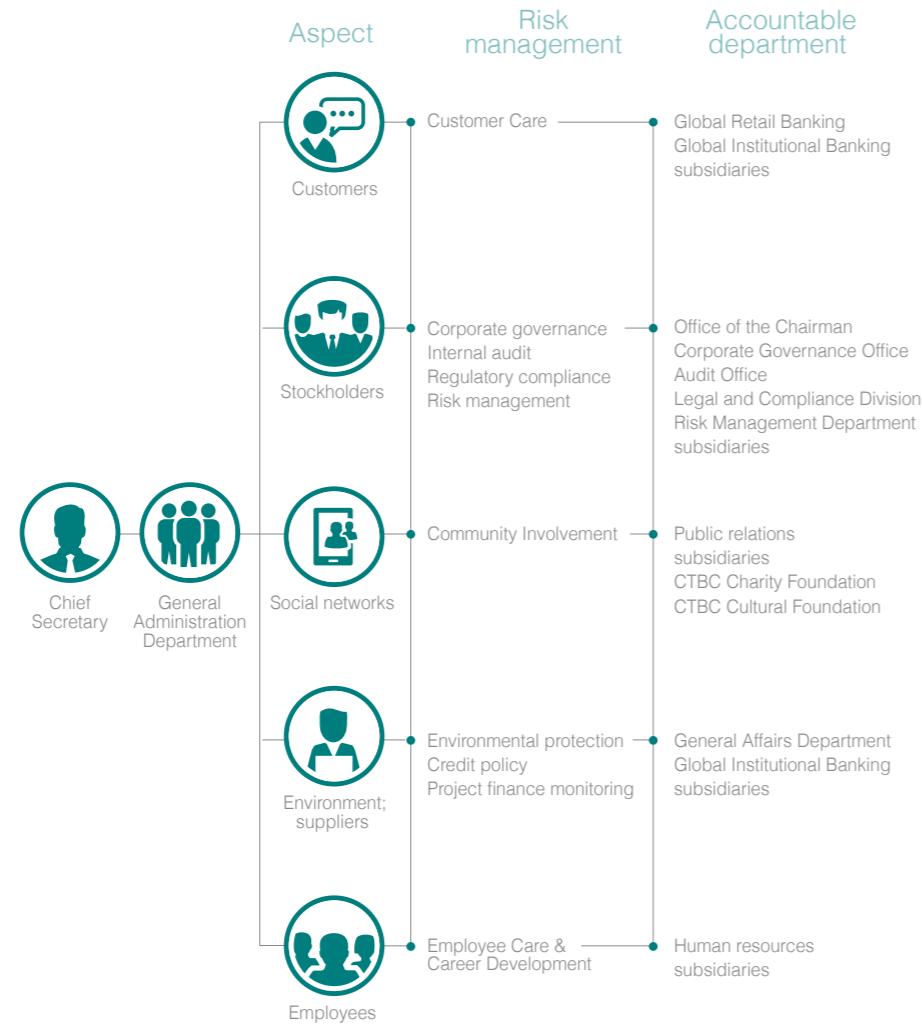 Aspect
Risk
management
Accountable
department
Customers
Customer Care
Global Retail Banking
Global Institutional Banking
subsidiaries
Stockholders
Corporate governance
Internal audit
Regulatory compliance
Risk management
Office of the Chairman
Corporate Governance Office
Audit Office
Legal and Compliance Division
Risk Management Department
subsidiaries
Chief
Secretary
General
Administration
Department
Social networks
Community Involvement
Public relations
subsidiaries
CTBC Charity Foundation
CTBC Cultural Foundation
Environment;
suppliers
Environmental protection
Credit policy
Project finance monitoring
General Affairs Department
Global Institutional Banking
subsidiaries
Employees
Employee Care &
Career Development
Human resources
subsidiaries